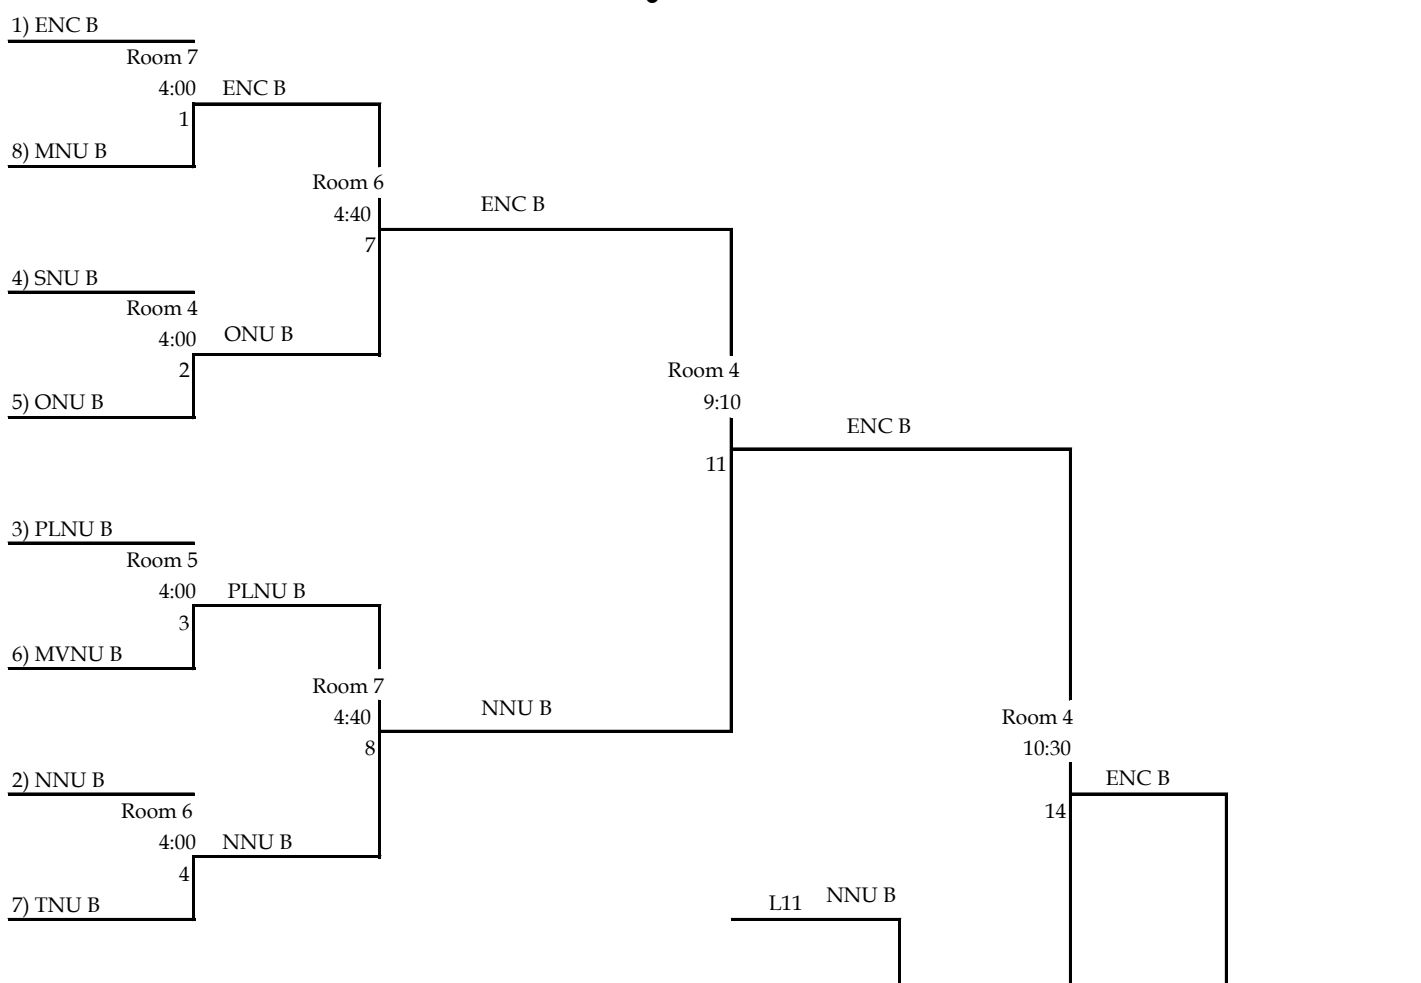 1) ENC B
Room 7
4:00
ENC B
1
8) MNU B
Room 6
ENC B
4:40
7
4) SNU B
Room 4
ONU B
4:00
2
Room 4
5) ONU B
9:10
ENC B
11
3) PLNU B
Room 5
4:00
PLNU B
3
6) MVNU B
Room 7
NNU B
4:40
Room 4
8
10:30
2) NNU B
ENC B
Room 6
14
4:00
NNU B
4
L11
NNU B
7) TNU B